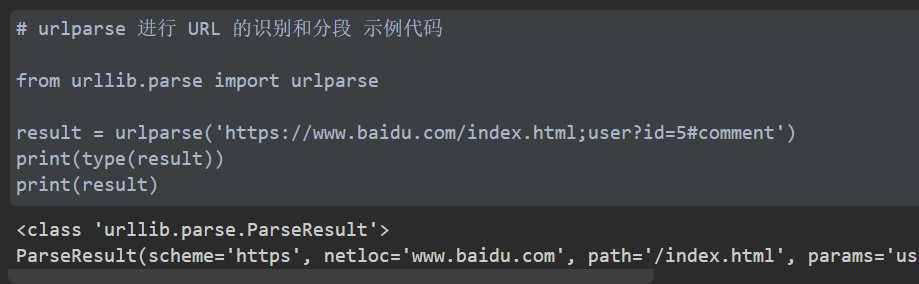 # urlparse 进行 URL 的识别和分段 示例代码
from urllib.parse import urlparse
result = urlparse('https://www.baidu.com/index.html;user?id=5#comment')
print(type(result))
print(result)
<class 'urllib.parse.ParseResult'>
ParseResult(scheme='https', netloc='www.baidu.com', path='/index.html', params='us